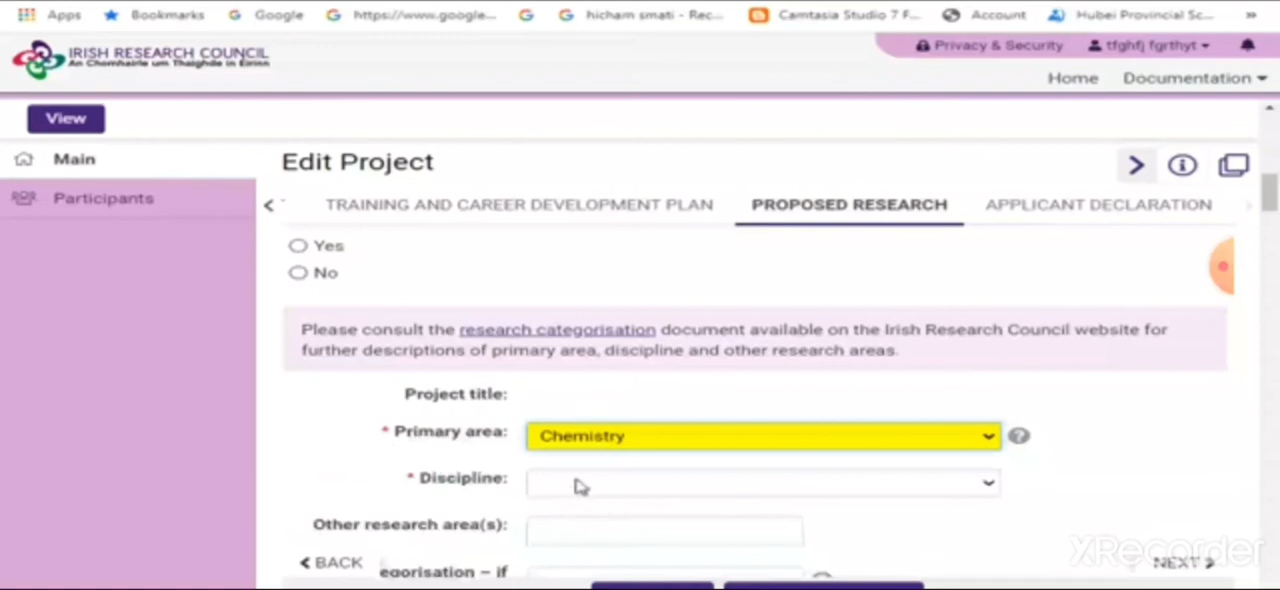 Apps Bookmarks Google https://www.google... hicham smati - Rec... Camtasia Studio 7 F... Account Hubei Provincial Sc... »
IRISH RESEARCH COUNCIL
An Chomhairle um Thaighde in Éirinn
Privacy & Security tfghfj fgrthyt
Home Documentation
View
Main
Participants
Edit Project
TRAINING AND CAREER DEVELOPMENT PLAN PROPOSED RESEARCH APPLICANT DECLARATION
Yes
No
Please consult the research categorisation document available on the Irish Research Council website for
further descriptions of primary area, discipline and other research areas.
Project title:
* Primary area: Chemistry
* Discipline:
Other research area(s):
BACK
egorisation – if
NEXT
XRecorder